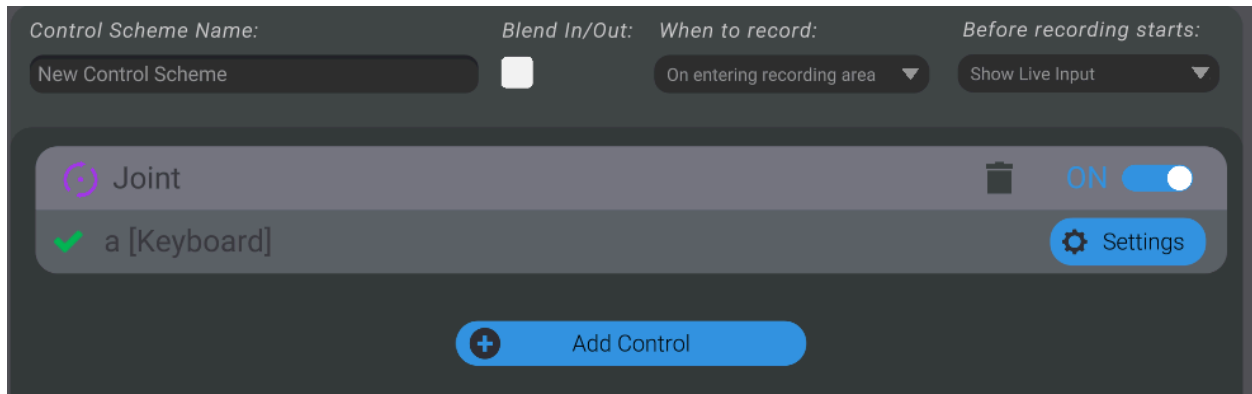 Control Scheme Name: Blend In/Out: When to record: Before recording starts:
New Control Scheme On entering recording area Show Live Input
Joint ON
a [Keyboard] Settings
Add Control